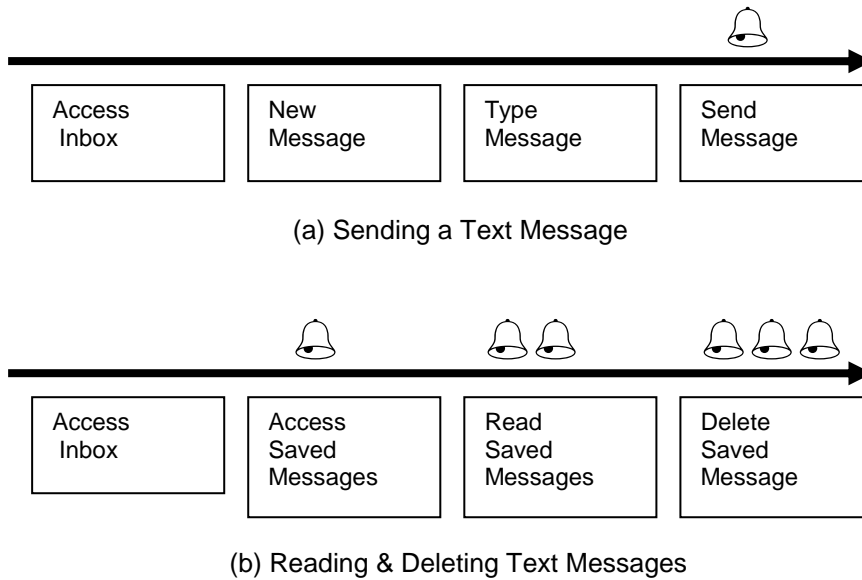 Access
Inbox
New
Message
Type
Message
Send
Message
(a) Sending a Text Message
Access
Inbox
Access
Saved
Messages
Read
Saved
Messages
Delete
Saved
Message
(b) Reading & Deleting Text Messages